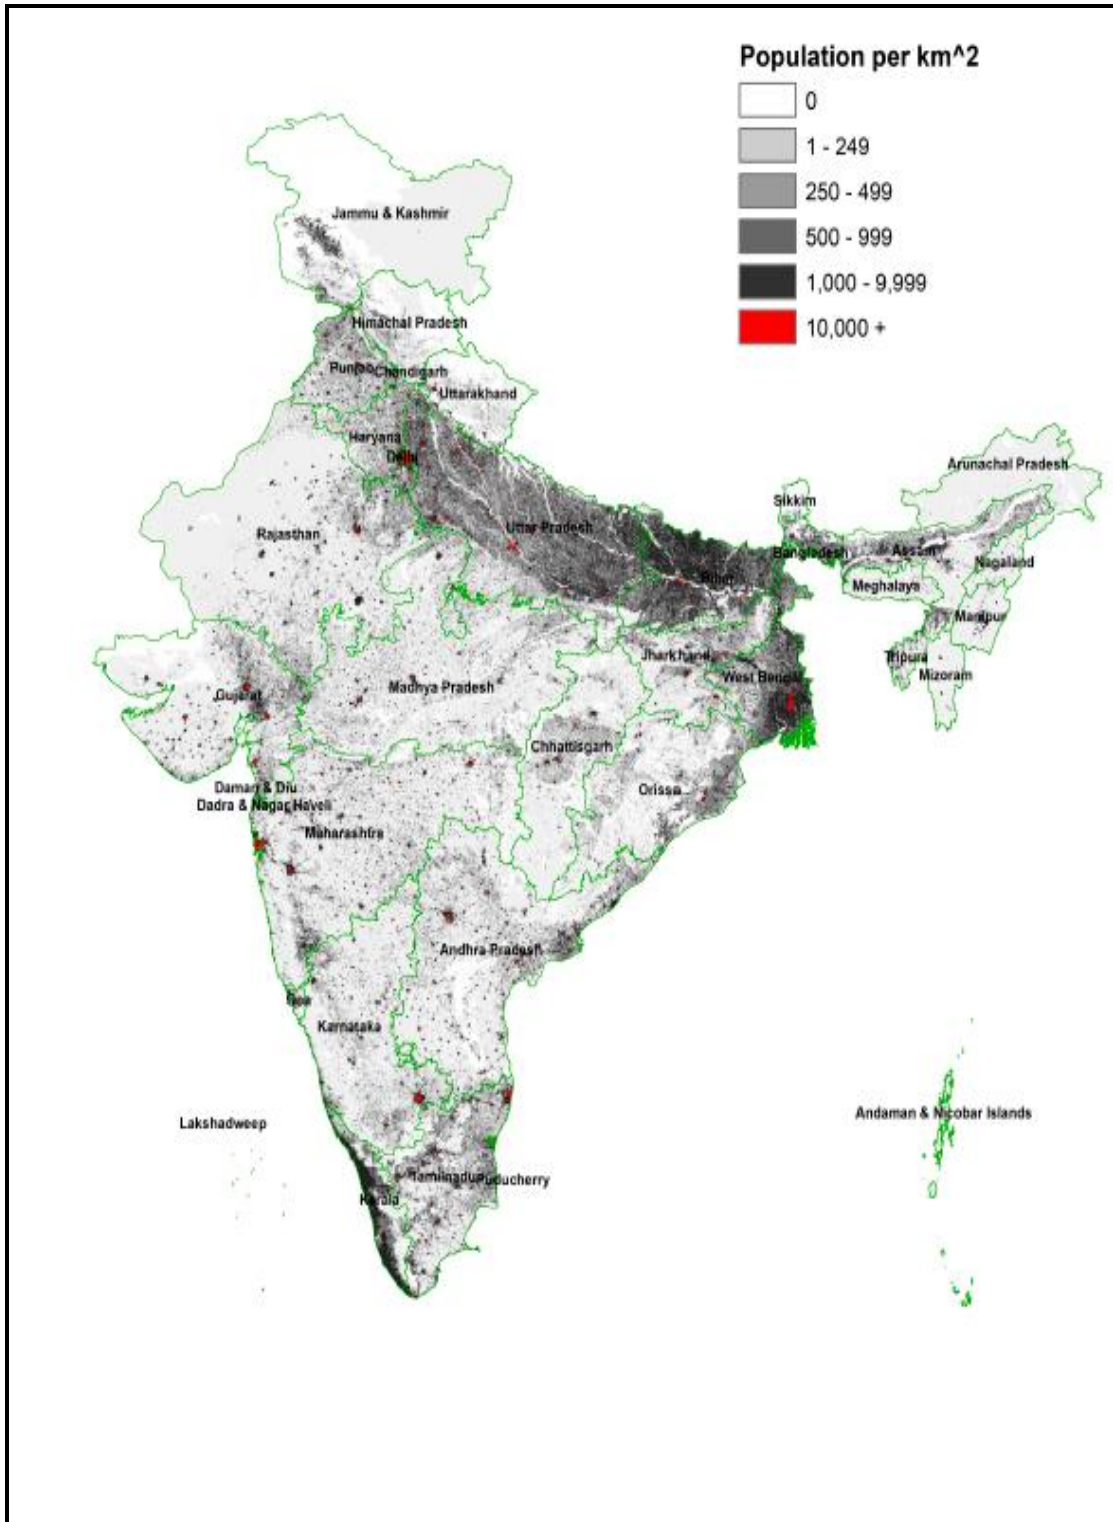 Population per km^2
0
1 - 249
250 - 499
500 - 999
1,000 - 9,999
10,000 +
Jammu & Kashmir
Himachal Pradesh
Punjab
Chandigarh
Uttarakhand
Haryana
Delhi
Arunachal Pradesh
Sikkim
Rajasthan
Uttar Pradesh
Bangladesh
Assam
Nagaland
Bihar
Meghalaya
Manipur
Jharkhand
Tripura
Mizoram
West Bengal
Gujarat
Madhya Pradesh
Chhattisgarh
Daman & Diu
Orissa
Dadra & Nagar Haveli
Maharashtra
Andhra Pradesh
Goa
Karnataka
Lakshadweep
Andaman & Nicobar Islands
Tamilnadu
Puducherry
Kerala